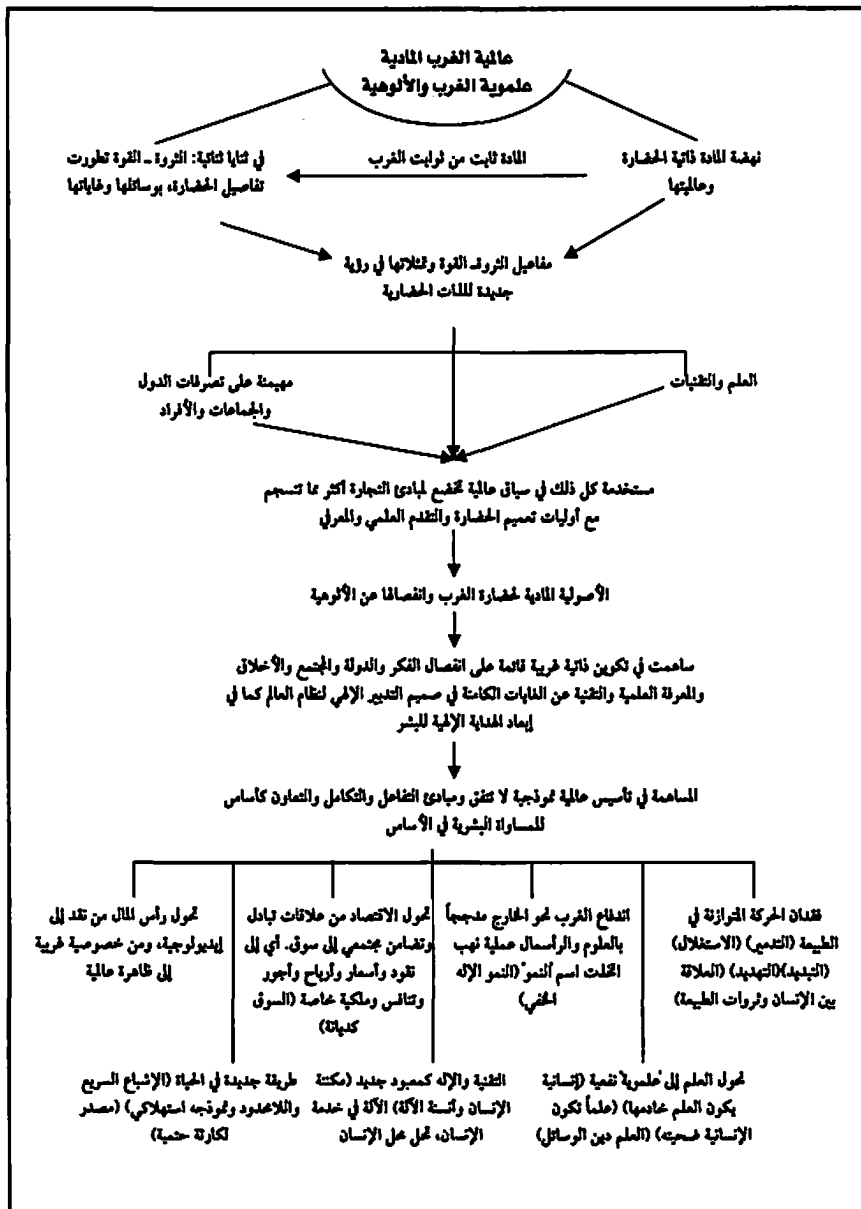 عالمية الغرب المادية
علموية الغرب والألوهية
نهضة المادة ذاتية الحضارة
وعالميتها
المادة ثابت من ثوابت الغرب
في ثنايا ثنائية: الثروة ــ القوة تطورت
تفاصيل الحضارة، بوسائلها وغاياتها
مفاعيل الثروةــ القوة وتمثلاتها في رؤية
جديدة للذات الحضارية
العلم والتقنيات
مهيمنة على تصرفات الدول
والجماعات والأفراد
مستخدمة كل ذلك في سياق عالمية تخضع لمبادئ التجارة أكثر مما تنسجم
مع أوليات تعميم الحضارة والتقدم العلمي والمعرفي
الأصولية المادية لحضارة الغرب وانفصالها عن الألوهية
ساهمت في تكوين ذاتية غربية قائمة على انفصال الفكر والدولة والمجتمع والأخلاق
والمعرفة العلمية والتقنية عن الغايات الكامنة في صميم التدبير الإلهي لنظام العالم كما في
إبعاد الهداية الإلهية للبشر
المساهمة في تأسيس عالمية نموذجية لا تتفق ومبادئ التفاعل والتكامل والتعاون كأساس
للمساواة البشرية في الأساس
فقدان الحركة المتوازنة في
الطبيعة (التدمير) (الاستغلال)
(التبديد)(التهديد) (العلاقة
بين الإنسان وثروات الطبيعة)
اندفاع الغرب نحو الخارج مدججاً
بالعلوم والرأسمال عملية نهب
اتخذت اسم "النمو" (النمو الإله
الخفي)
تحول الاقتصاد من علاقات تبادل
وتضامن مجتمعي إلى سوق. أي إلى
نقود وأسعار وأرباح وأجور
وتنافس وملكية خاصة (السوق
كديانة)
تحول رأس المال من نقد إلى
إيديولوجية، ومن خصوصية غربية
إلى ظاهرة عالمية
تحول العلم إلى "علموية" نفعية (إنسانية
يكون العلم خادمها) (علماً تكون
الإنسانية ضحيته) (العلم دين الوسائل)
التقنية والإله كمعبود جديد (مكننة
الإنسان وأنسنة الآلة) الآلة في خدمة
الإنسان، تحل محل الإنسان
طريقة جديدة في الحياة (الإشباع السريع
واللامحدود ونموذجه استهلاكي) (مصدر
لكارثة حتمية)